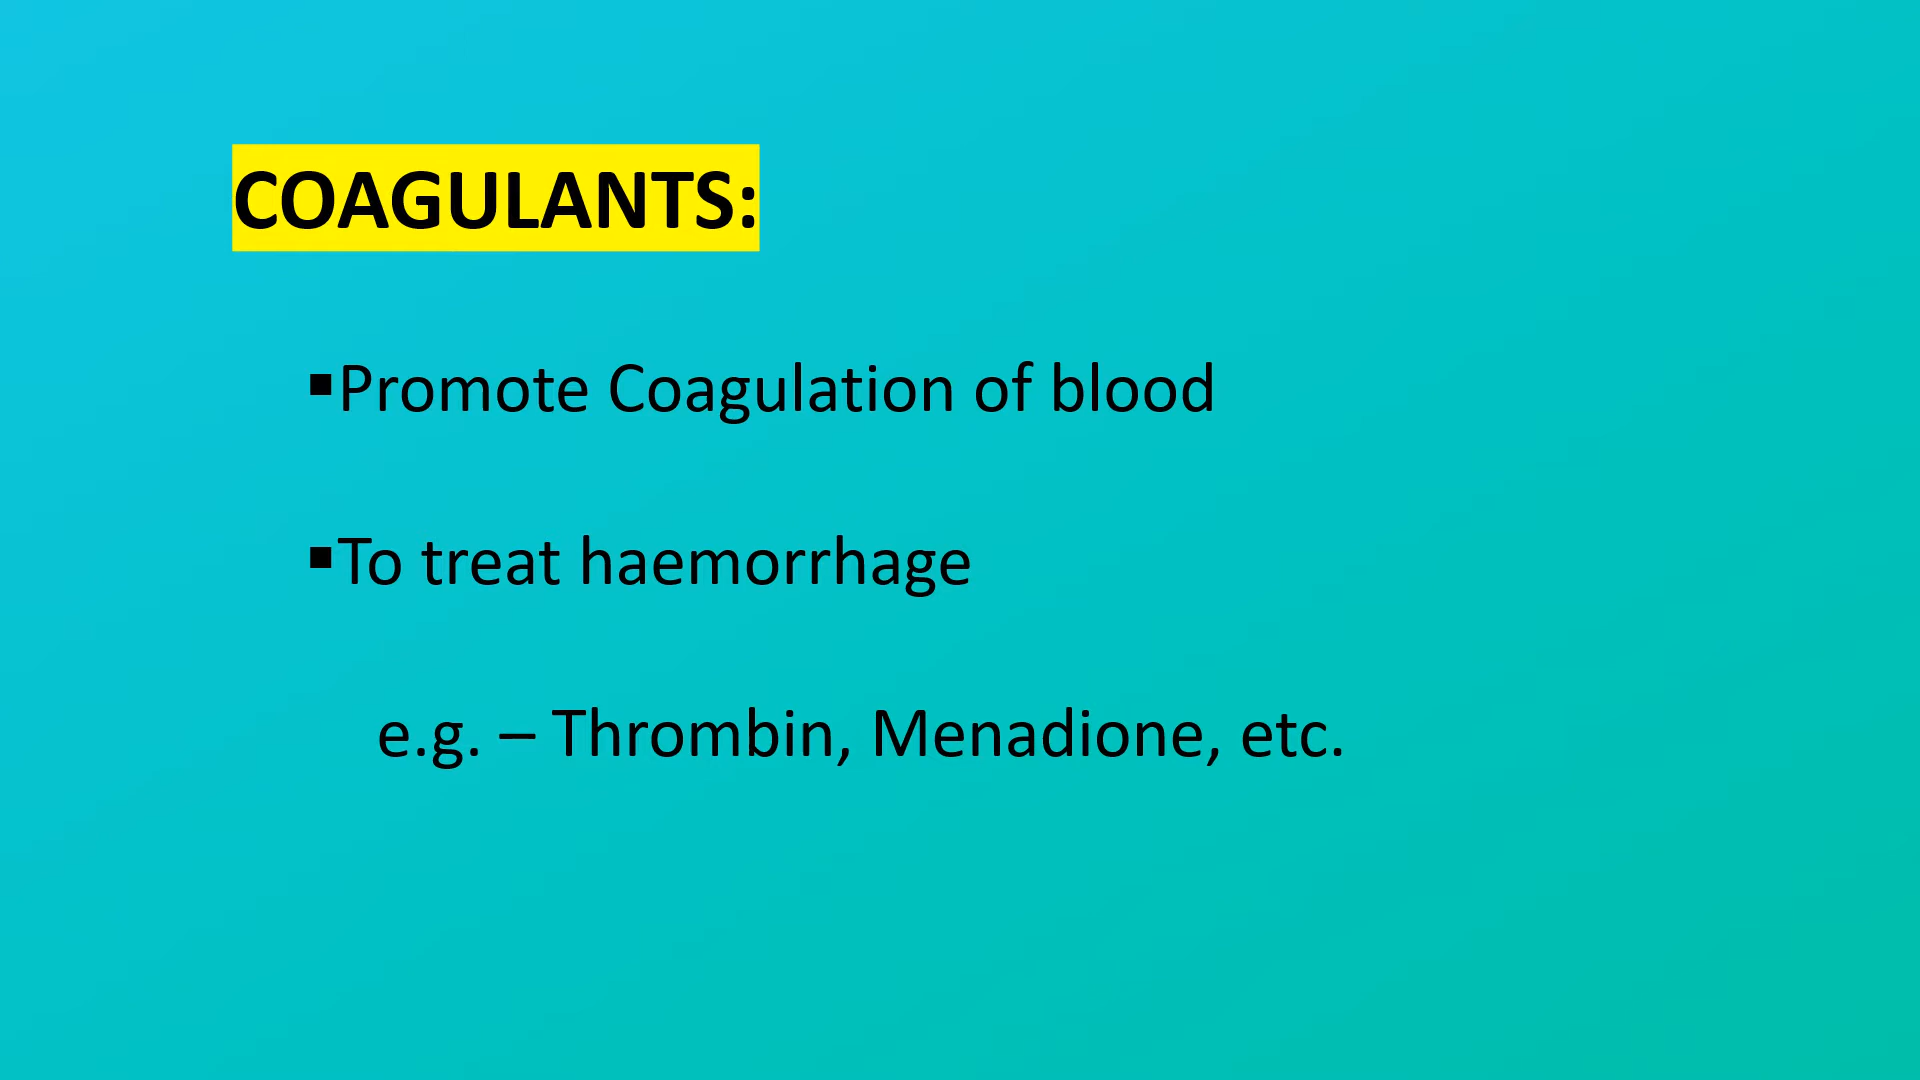 COAGULANTS:
▪Promote Coagulation of blood
▪To treat haemorrhage
e.g. – Thrombin, Menadione, etc.